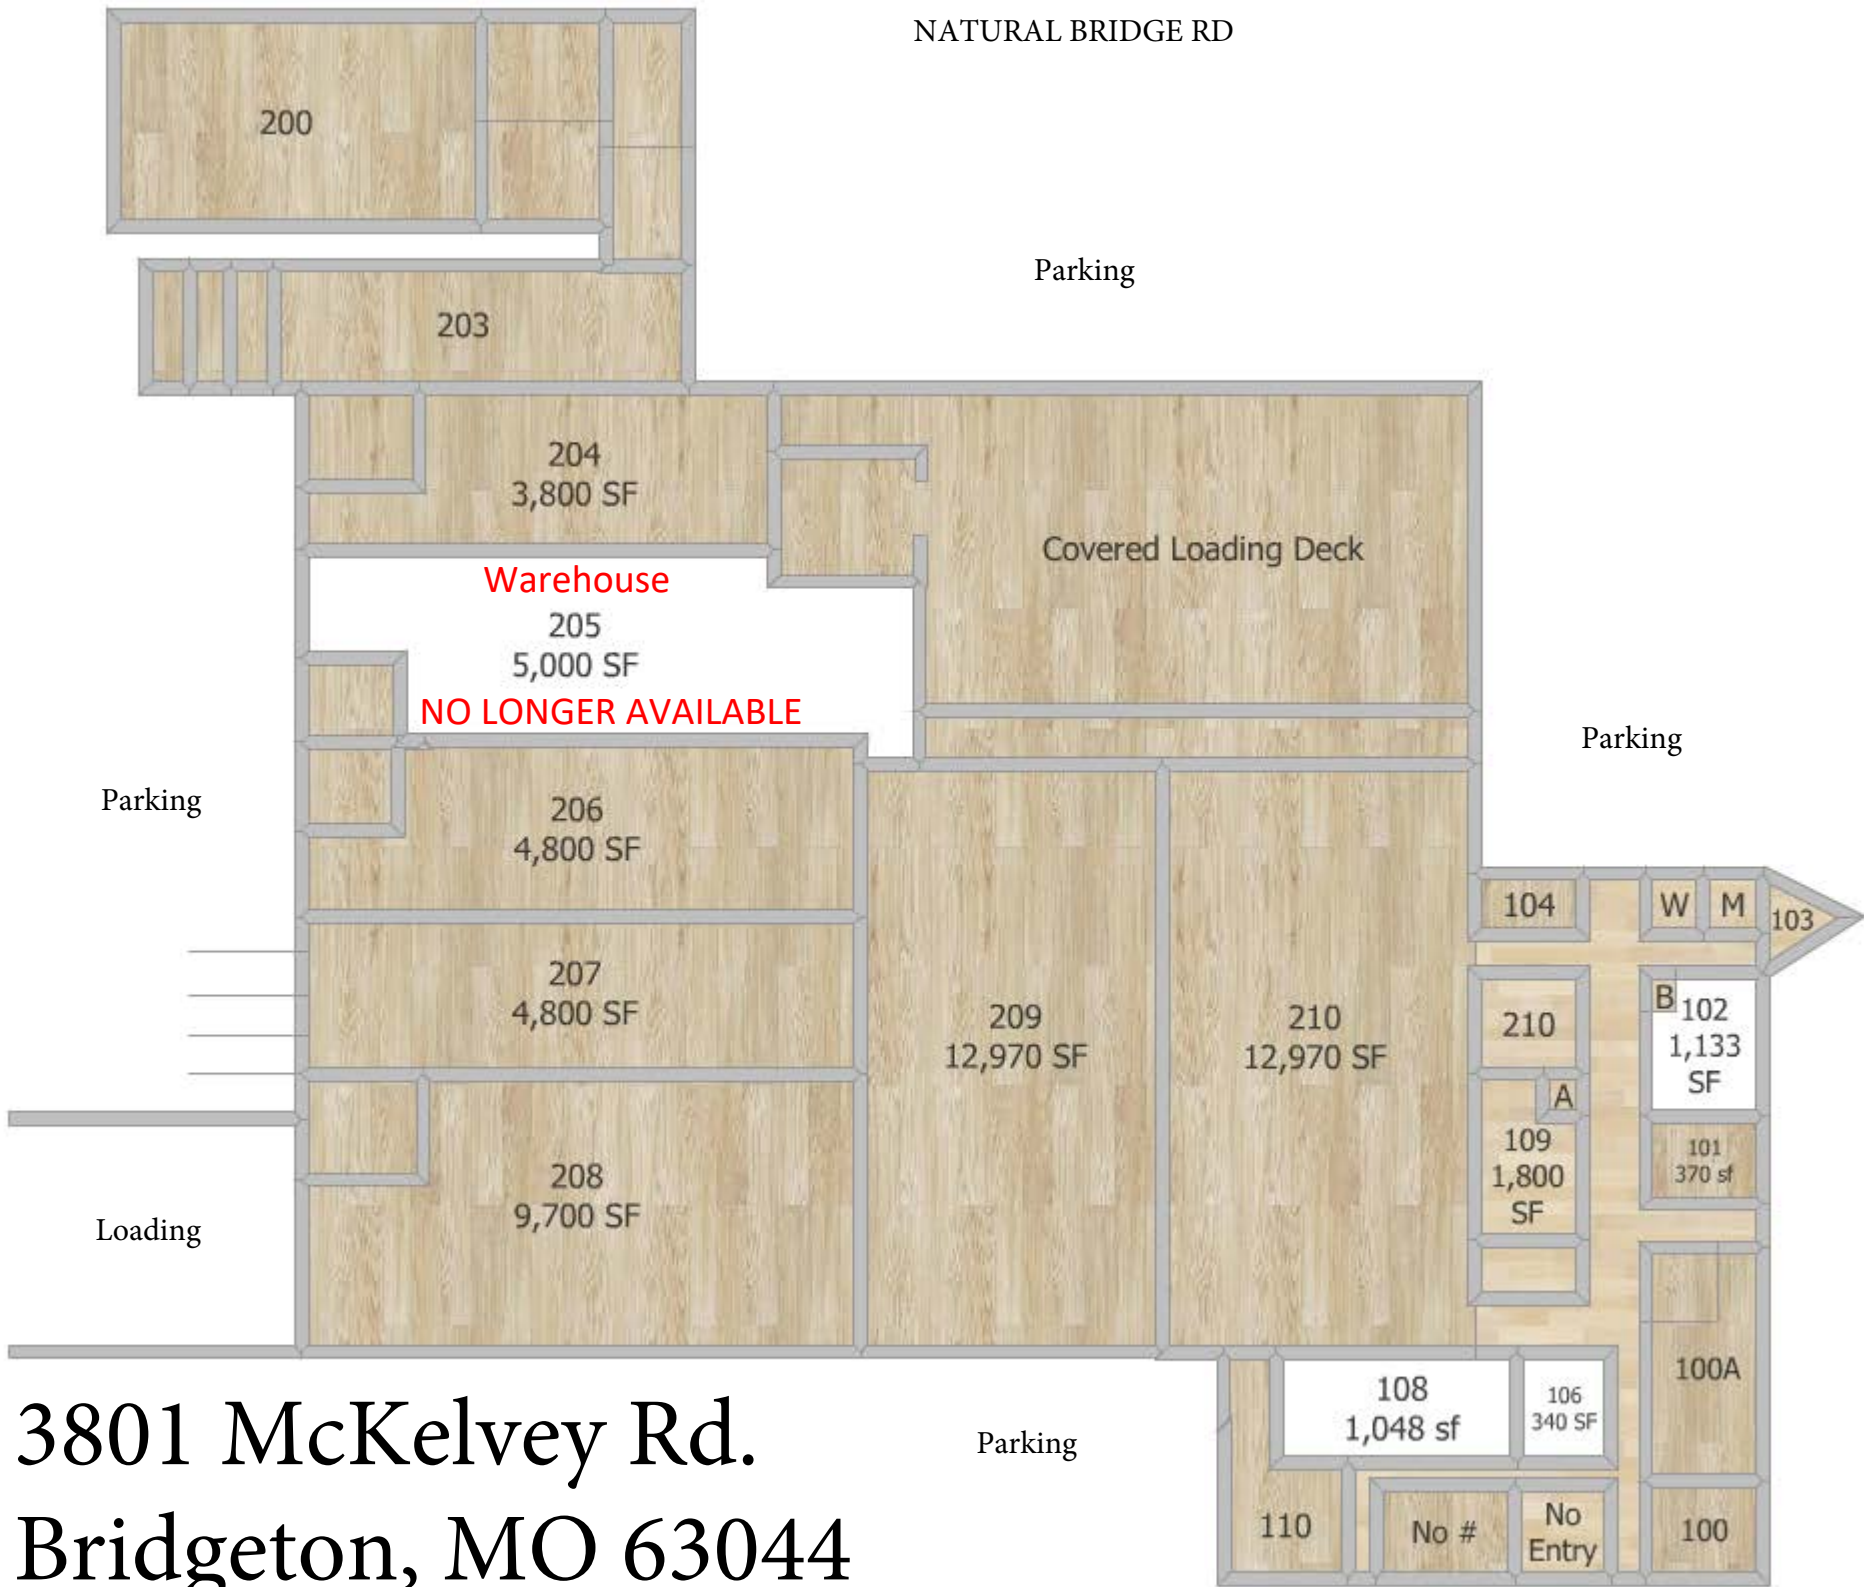 NATURAL BRIDGE RD
200
Parking
203
204
3,800 SF
Covered Loading Deck
Warehouse
205
5,000 SF
NO LONGER AVAILABLE
Parking
Parking
206
4,800 SF
104
W
M
103
207
4,800 SF
209
12,970 SF
210
12,970 SF
210
B
102
1,133
SF
A
109
1,800
SF
101
370 sf
208
9,700 SF
Loading
100A
108
1,048 sf
106
340 SF
Parking
110
No #
No
Entry
100
3801 McKelvey Rd.
Bridgeton, MO 63044